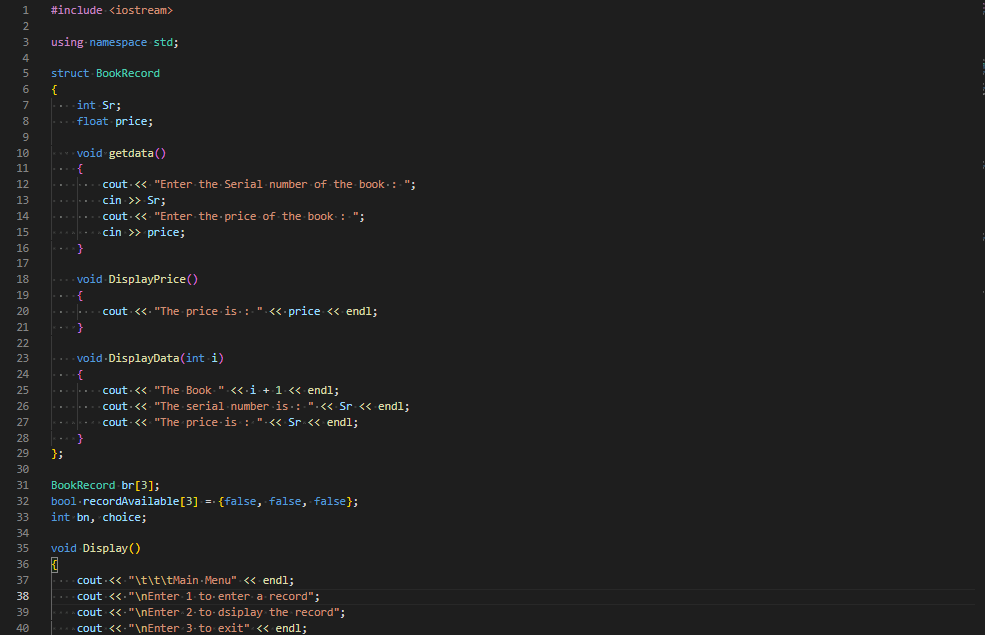 1 #include <iostream>
2
3 using namespace std;
4
5 struct BookRecord
6 {
7 int Sr;
8 float price;
9
10 void getdata()
11 {
12 cout << "Enter the Serial number of the book : ";
13 cin >> Sr;
14 cout << "Enter the price of the book : ";
15 cin >> price;
16 }
17
18 void DisplayPrice()
19 {
20 cout << "The price is : " << price << endl;
21 }
22
23 void DisplayData(int i)
24 {
25 cout << "The Book " << i + 1 << endl;
26 cout << "The serial number is : " << Sr << endl;
27 cout << "The price is : " << Sr << endl;
28 }
29 };
30
31 BookRecord br[3];
32 bool recordAvailable[3] = {false, false, false};
33 int bn, choice;
34
35 void Display()
36 {
37 cout << "\t\t\tMain Menu" << endl;
38 cout << "\nEnter 1 to enter a record";
39 cout << "\nEnter 2 to dsiplay the record";
40 cout << "\nEnter 3 to exit" << endl;